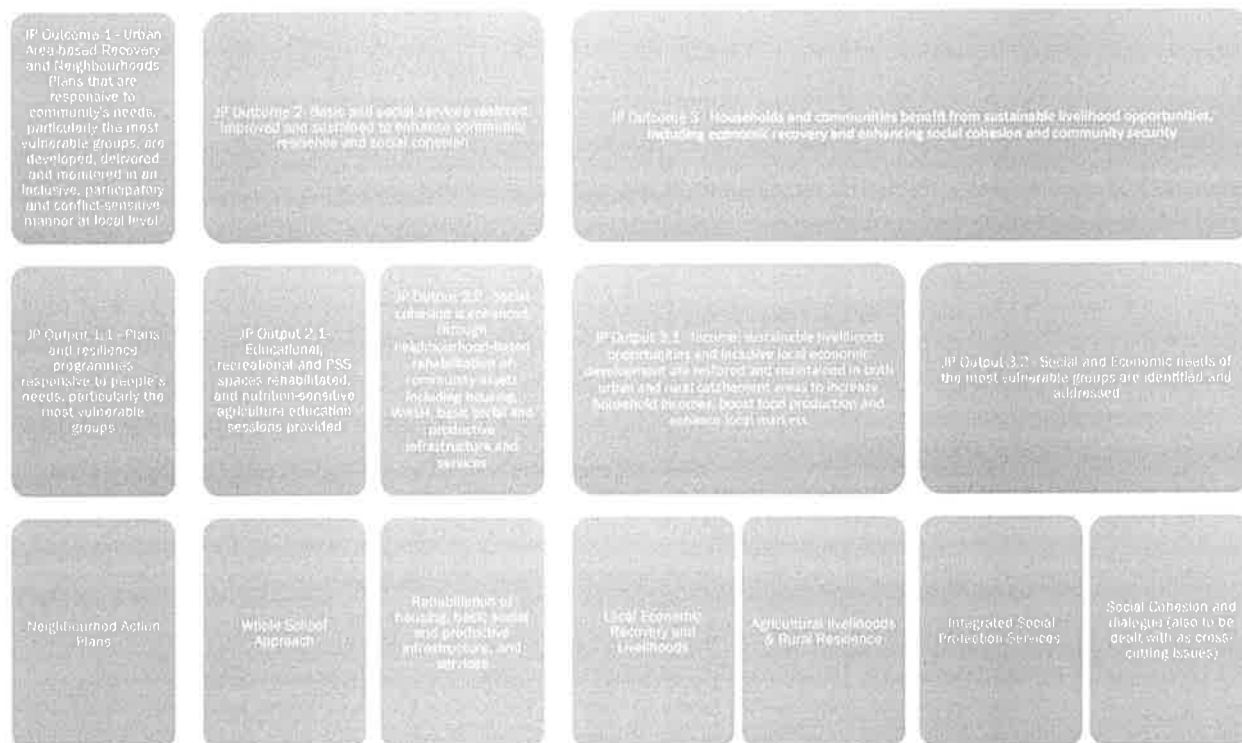 JP Outcome 1 - Urban
Area-based Recovery
and Neighbourhoods
Plans that are
responsive to
community's needs,
particularly the most
vulnerable groups, are
developed, delivered
and monitored in an
inclusive, participatory
and conflict-sensitive
manner at local level
JP Outcome 2- Basic and social services restored,
improved and sustained to enhance community
resilience and social cohesion
JP Outcome 3 - Households and communities benefit from sustainable livelihood opportunities,
including economic recovery and enhancing social cohesion and community security
JP Output 1.1 - Plans
and resilience
programmes
responsive to people's
needs, particularly the
most vulnerable
groups
JP Output 2.1-
Educational,
recreational and PSS
spaces rehabilitated,
and nutrition-sensitive
agriculture education
sessions provided
JP Output 2.2 - Social
cohesion is enhanced
through
neighbourhood-based
rehabilitation of
community assets
including housing,
WASH, basic social and
productive
infrastructure and
services
JP Output 3.1 - Income, sustainable livelihoods
opportunities and inclusive local economic
development are restored and maintained in both
urban and rural catchment areas to increase
household incomes, boost food production and
enhance local markets.
JP Output 3.2 - Social and Economic needs of
the most vulnerable groups are identified and
addressed
Neighbourhod Action
Plans
Whole School
Approach
Rehabilitation of
housing, basic social
and productive
infrastructure, and
services
Local Economic
Recovery and
Livelihoods
Agricultural livelihoods
& Rural Resilience
Integrated Social
Protection Services
Social Cohesion and
dialogue (also to be
dealt with as cross-
cutting issues)